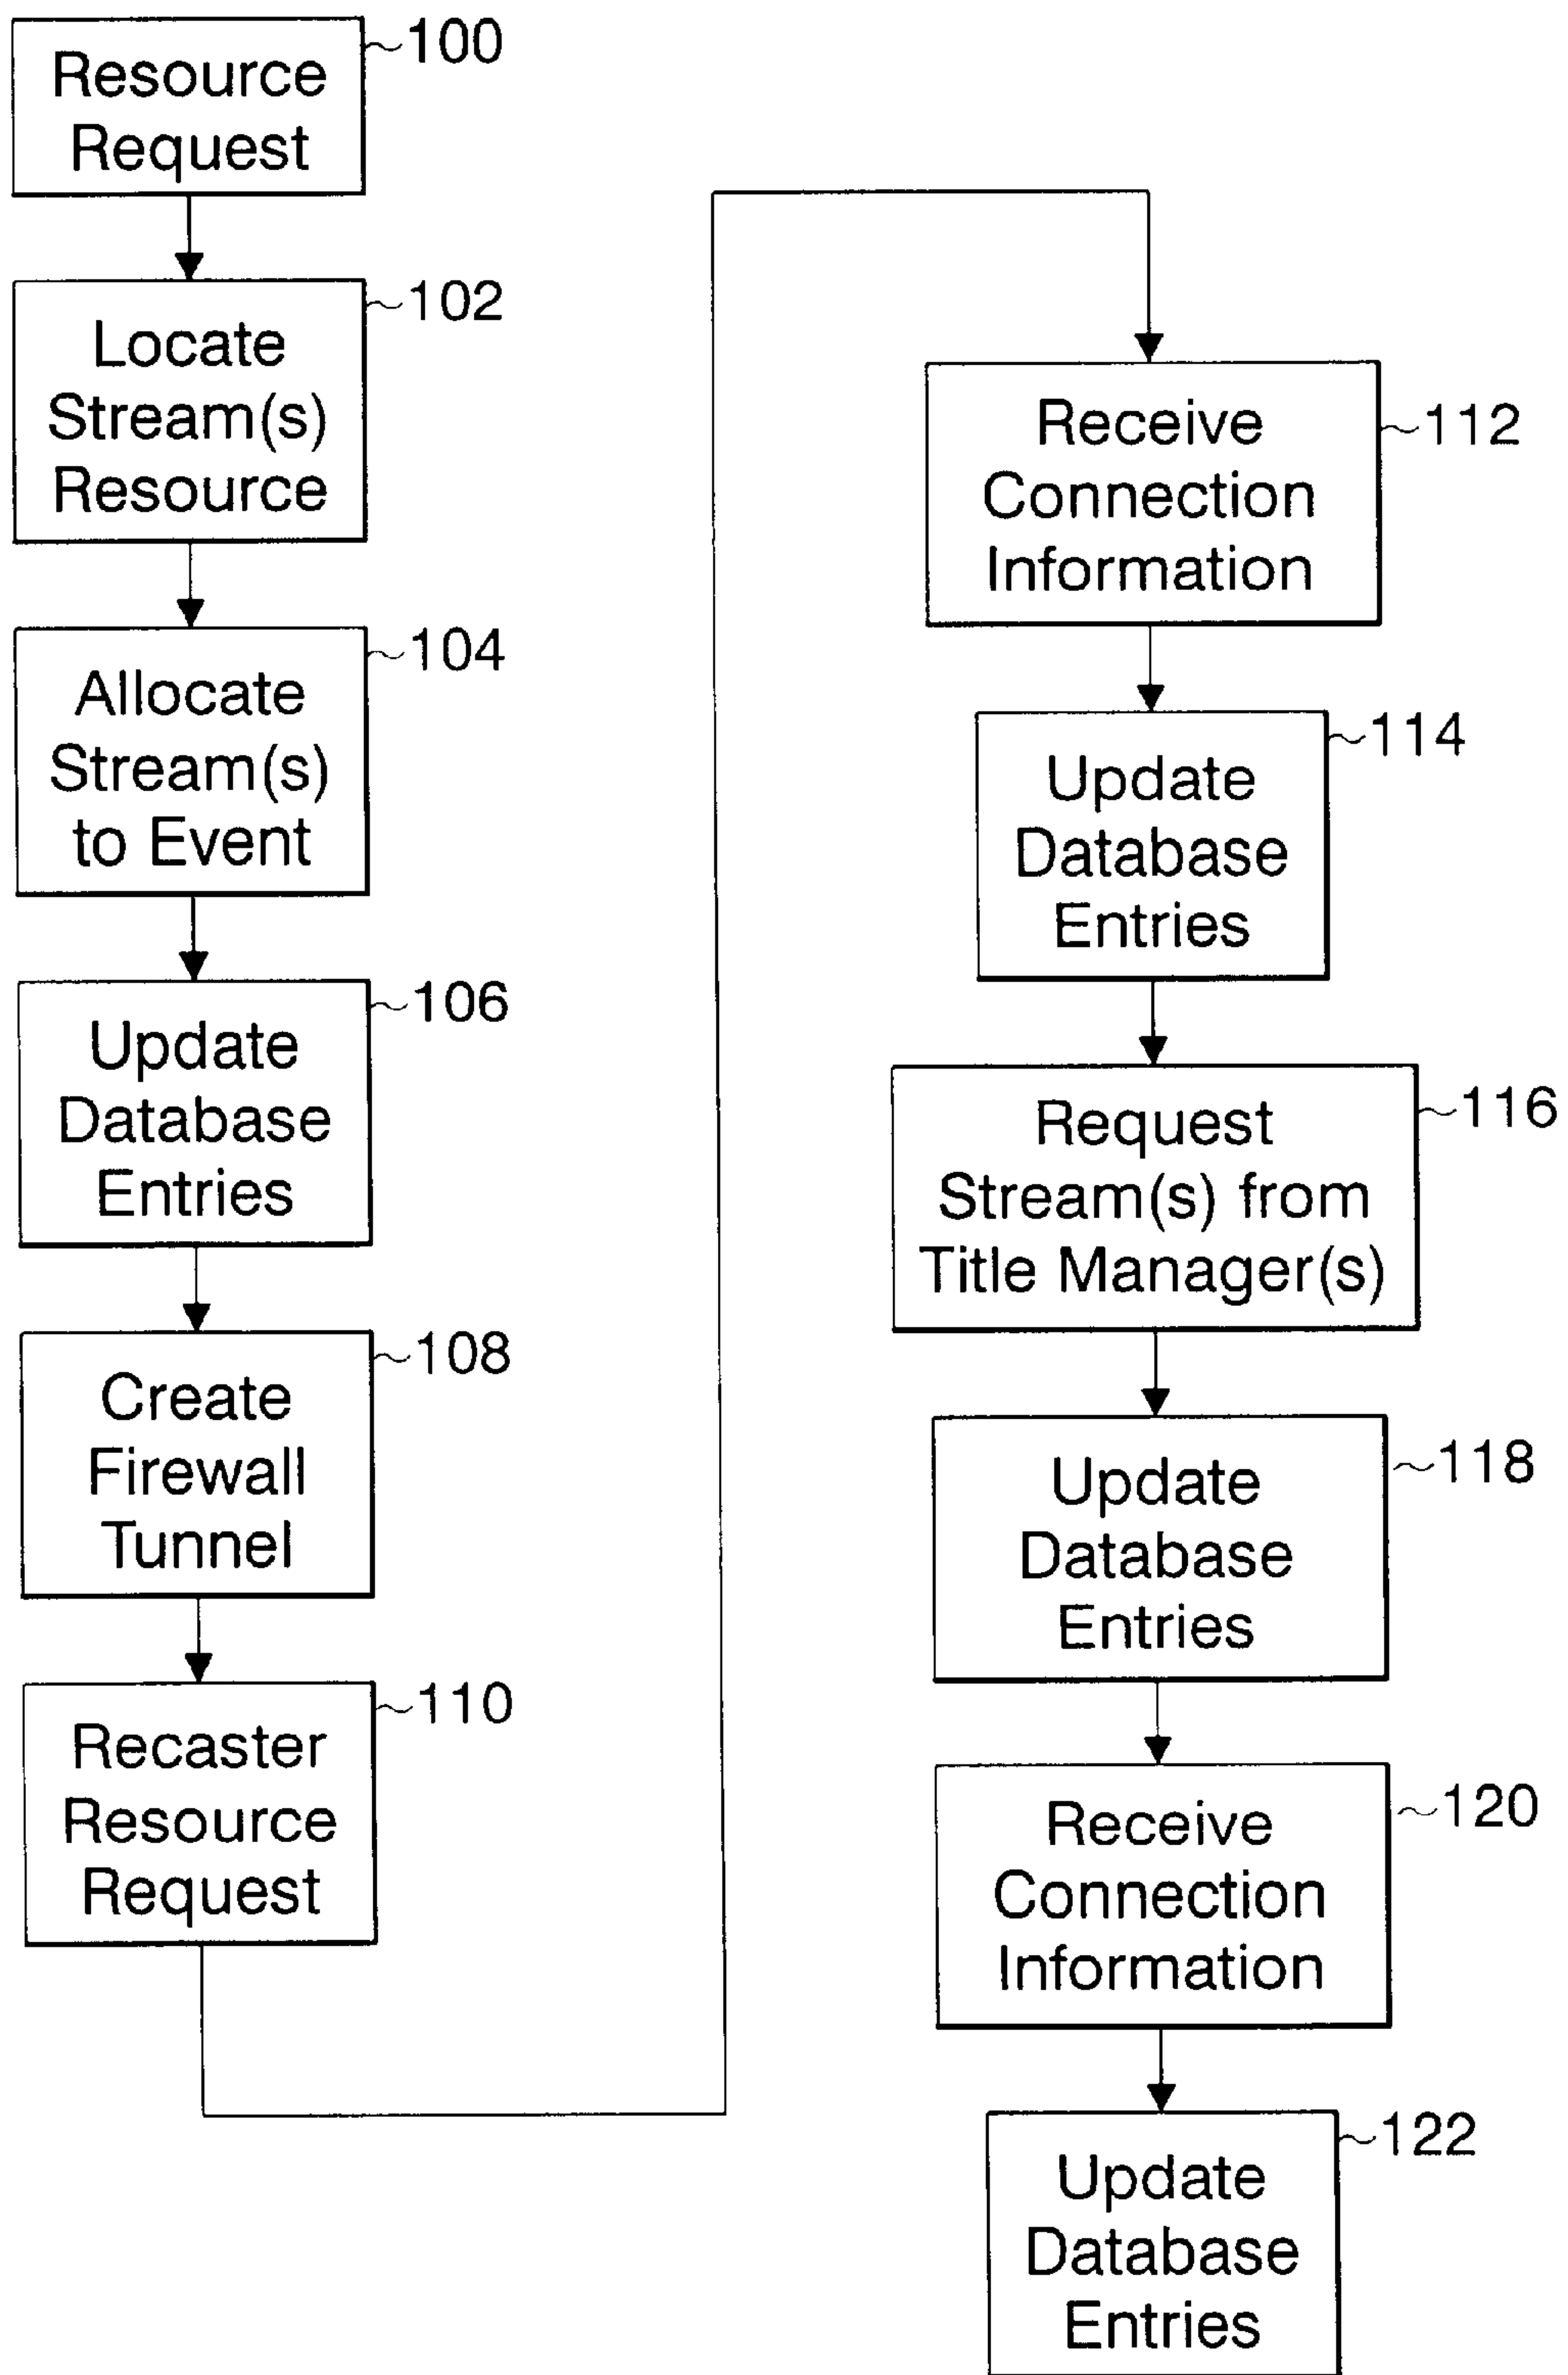 100
Resource
Request
102
Locate
Stream(s)
Resource
104
Allocate
Stream(s)
to Event
106
Update
Database
Entries
108
Create
Firewall
Tunnel
110
Recaster
Resource
Request
112
Receive
Connection
Information
114
Update
Database
Entries
116
Request
Stream(s) from
Title Manager(s)
118
Update
Database
Entries
120
Receive
Connection
Information
122
Update
Database
Entries